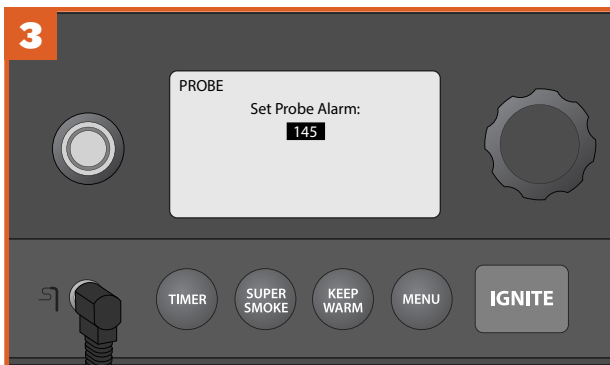 3
PROBE
Set Probe Alarm:
145
TIMER
SUPER
SMOKE
KEEP
WARM
MENU
IGNITE